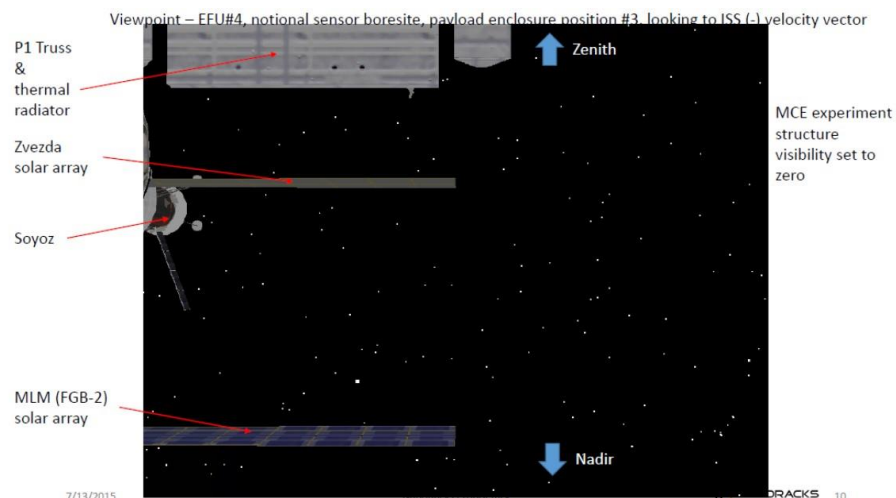 Viewpoint – EFU#4, notional sensor boresite, payload enclosure position #3, looking to ISS (-) velocity vector
P1 Truss
&
thermal
radiator
Zenith
MCE experiment
structure
visibility set to
zero
Zvezda
solar array
Soyoz
MLM (FGB-2)
solar array
Nadir
7/13/2015
DRACKS
10